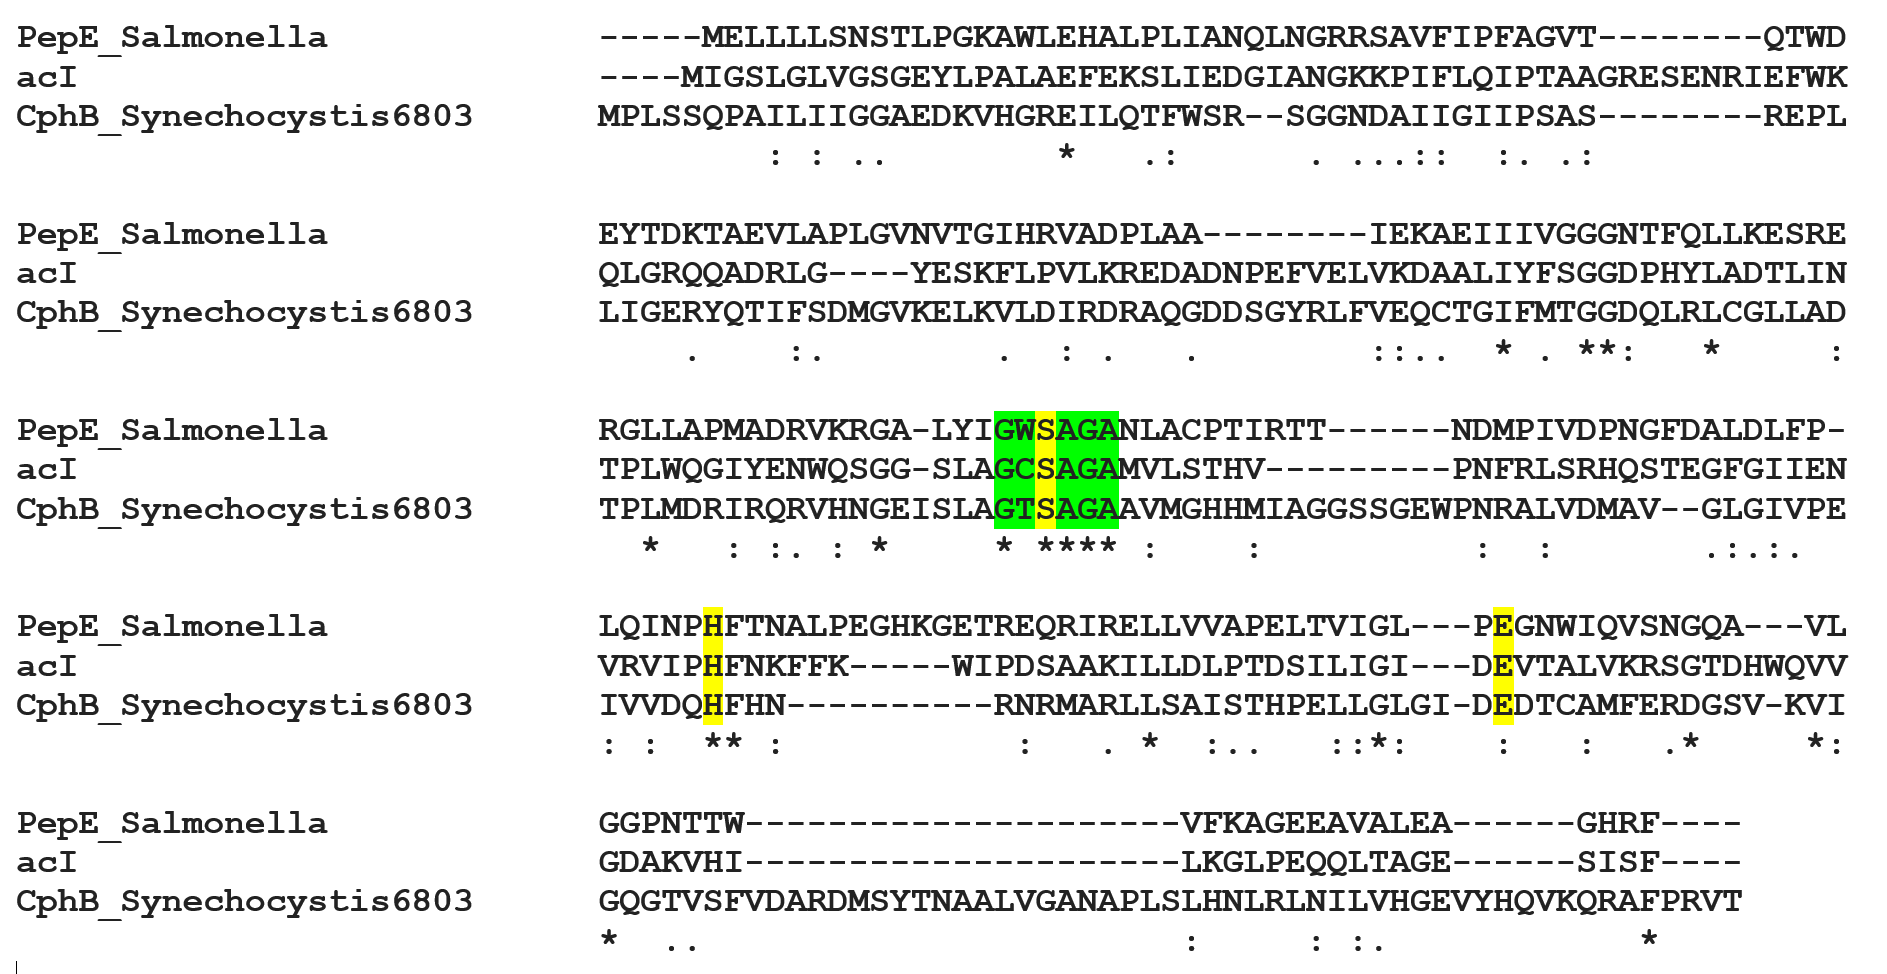 PepE_Salmonella -----MELLLLSNSTLPGKAWLEHALPLIANQLNGRRSAVFIPFAGVT--------QTWD
acI ----MIGSLGLVGSGEYLPALAEFEKSLIEDGIANGKKPIFLQIPTAAGRESENRIEFWK
CphB_Synechocystis6803 MPLSSQPAILIIGGAEDKVHGREILQTFWSR--SGGNDAIIGIIPSAS--------REPL
: : .. * .: . ...:: :. .:
PepE_Salmonella EYTDKTAEVLAPLGVNVTGIHRVADPLAA--------IEKAEIIIVGGGNTFQLLKESRE
acI QLGRQQADRLG----YESKFLPVLKREDADNPEFVELVKDAALIYFSGGDPHYLADTLIN
CphB_Synechocystis6803 LIGERYQTIFSDMGVKELKVLDIRDRAQGDDSGYRLFVEQCTGIFMTGGDQLRLCGLLAD
. :. . : . . ::.. * . **: * :
PepE_Salmonella RGLLAPMADRVKRGA-LYIGWSAGANLACPTIRTT------NDMPIVDPNGFDALDLFP-
acI TPLWQGIYENWQSGG-SLAGCSAGAMVLSTHV---------PNFRLSRHQSTEGFGIIEN
CphB_Synechocystis6803 TPLMDRIRQRVHNGEISLAGTSAGAAVMGHHMIAGGSSGEWPNRALVDMAV--GLGIVPE
* : :. : * * **** : : : : .:.:.
PepE_Salmonella LQINPHFTNALPEGHKGETREQRIRELLVVAPELTVIGL---PEGNWIQVSNGQA---VL
acI VRVIPHFNKFFK-----WIPDSAAKILLDLPTDSILIGI---DEVTALVKRSGTDHWQVV
CphB_Synechocystis6803 IVVDQHFHN----------RNRMARLLSAISTHPELLGLGI-DEDTCAMFERDGSV-KVI
: : ** : : . * :.. ::*: : : .* *:
PepE_Salmonella GGPNTTW---------------------VFKAGEEAVALEA------GHRF----
acI GDAKVHI---------------------LKGLPEQQLTAGE------SISF----
CphB_Synechocystis6803 GQGTVSFVDARDMSYTNAALVGANAPLSLHNLRLNILVHGEVYHQVKQRAFPRVT
* .. : : :. *